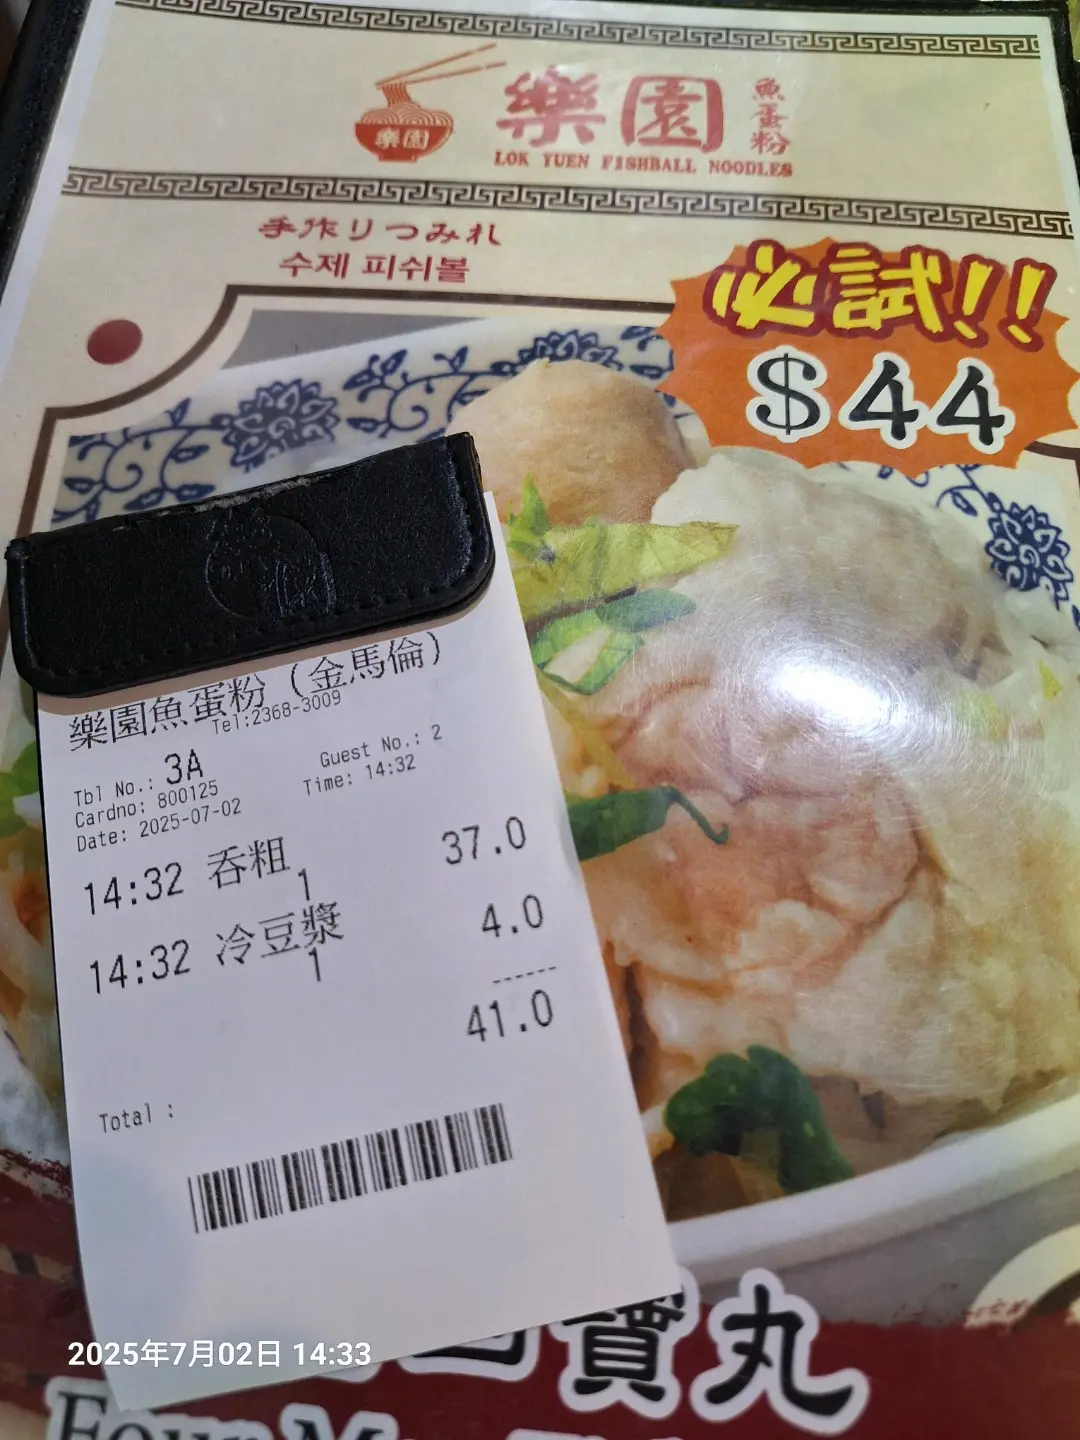 樂園
樂園
魚蛋粉
LOK YUEN FISHBALL NOODLES
手作りつみれ
수제 피쉬볼
必試!!
$44
樂園魚蛋粉 (金馬倫)
Tel:2368-3009
Tbl No.: 3A Guest No.: 2
Cardno: 800125 Time: 14:32
Date: 2025-07-02
14:32 吞粗 37.0
1
14:32 冷豆漿 4.0
1
------
41.0
Total :
寶丸
2025年7月02日 14:33
Four